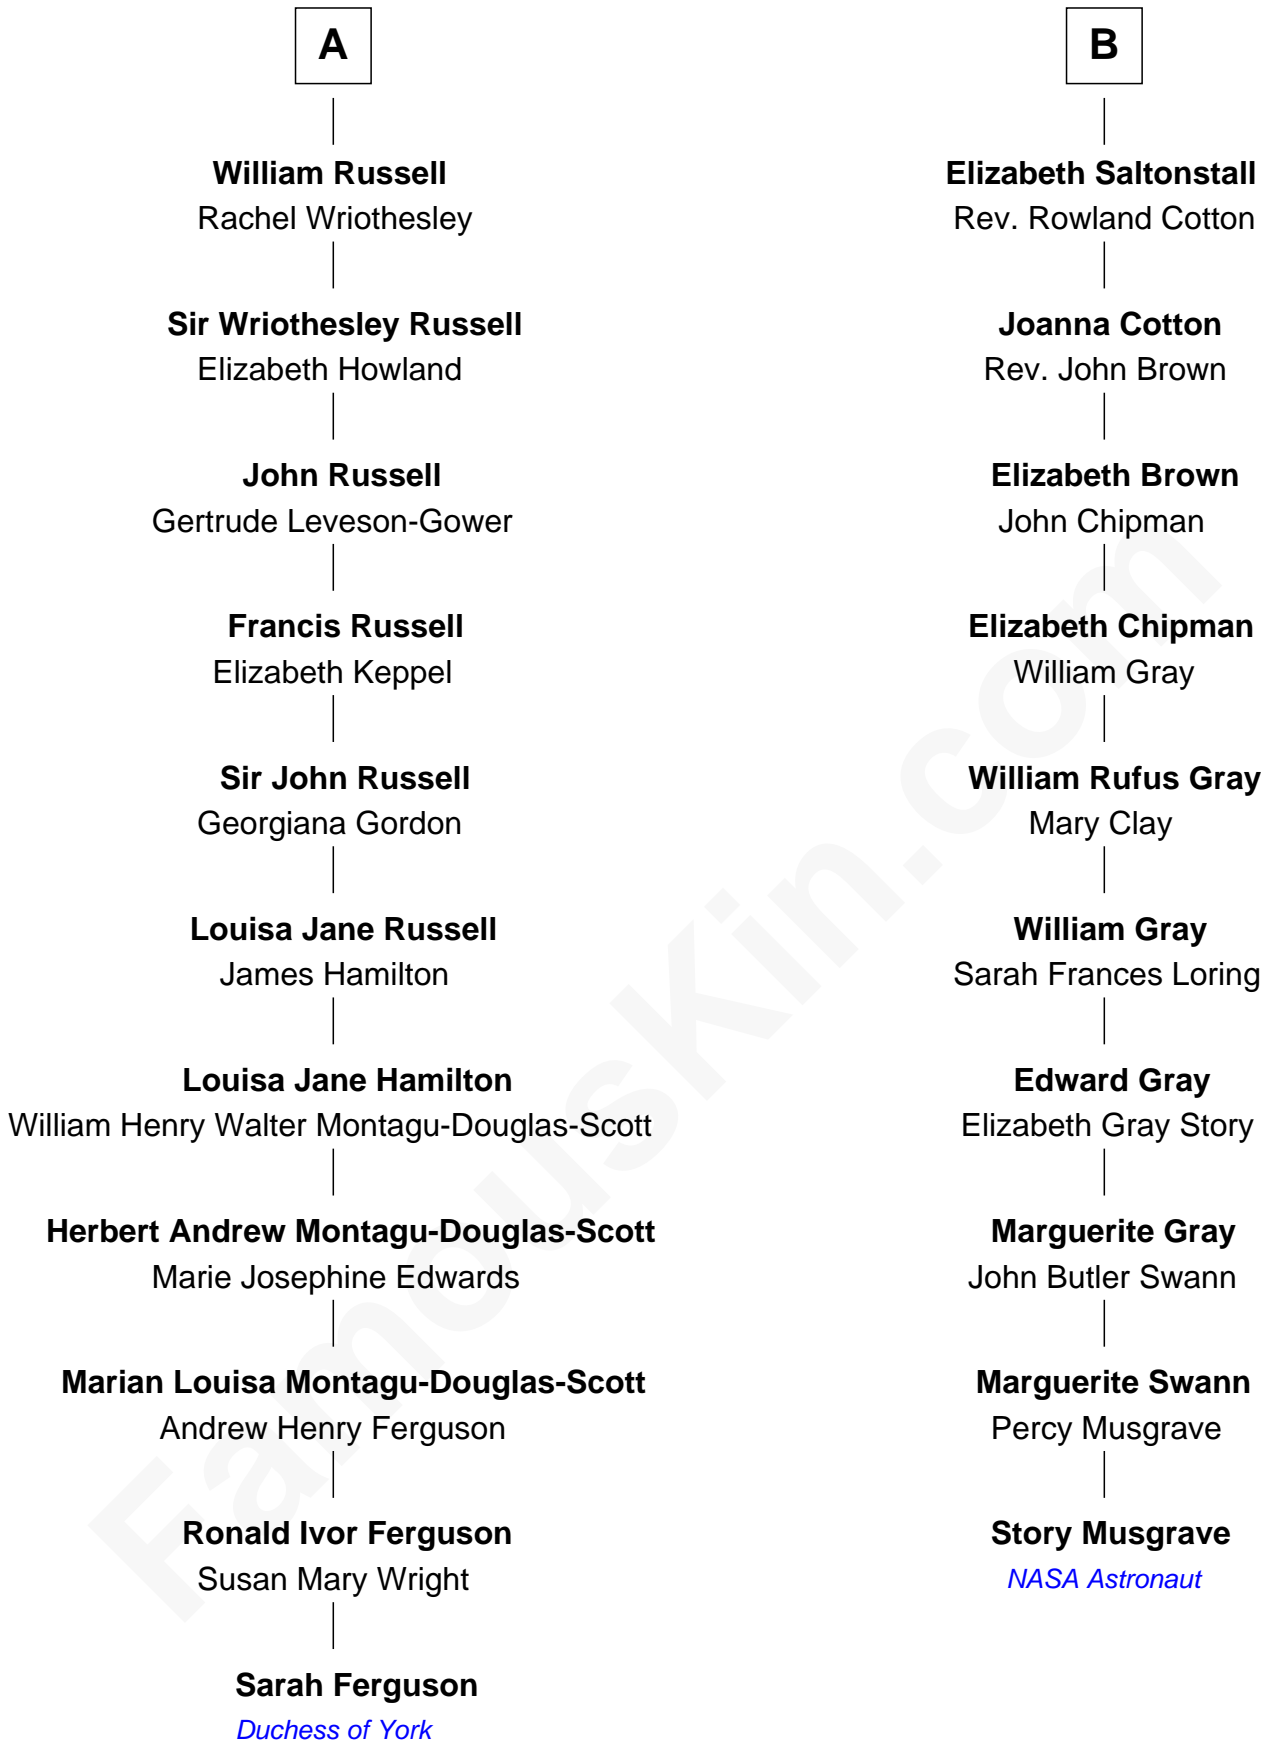 A
William Russell
Rachel Wriothesley
Sir Wriothesley Russell
Elizabeth Howland
John Russell
Gertrude Leveson-Gower
Francis Russell
Elizabeth Keppel
Sir John Russell
Georgiana Gordon
Louisa Jane Russell
James Hamilton
Louisa Jane Hamilton
William Henry Walter Montagu-Douglas-Scott
Herbert Andrew Montagu-Douglas-Scott
Marie Josephine Edwards
Marian Louisa Montagu-Douglas-Scott
Andrew Henry Ferguson
Ronald Ivor Ferguson
Susan Mary Wright
Sarah Ferguson
Duchess of York
B
Elizabeth Saltonstall
Rev. Rowland Cotton
Joanna Cotton
Rev. John Brown
Elizabeth Brown
John Chipman
Elizabeth Chipman
William Gray
William Rufus Gray
Mary Clay
William Gray
Sarah Frances Loring
Edward Gray
Elizabeth Gray Story
Marguerite Gray
John Butler Swann
Marguerite Swann
Percy Musgrave
Story Musgrave
NASA Astronaut
FamousKin.com